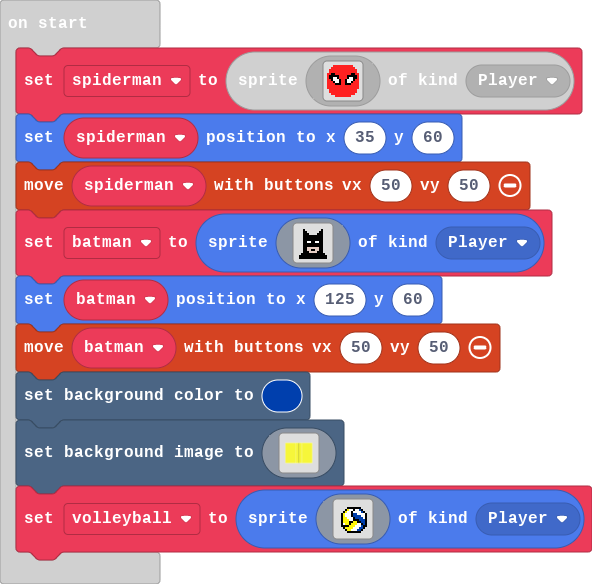 on start
set spiderman to sprite of kind Player
set spiderman position to x 35 y 60
move spiderman with buttons vx 50 vy 50
set batman to sprite of kind Player
set batman position to x 125 y 60
move batman with buttons vx 50 vy 50
set background color to
set background image to
set volleyball to sprite of kind Player